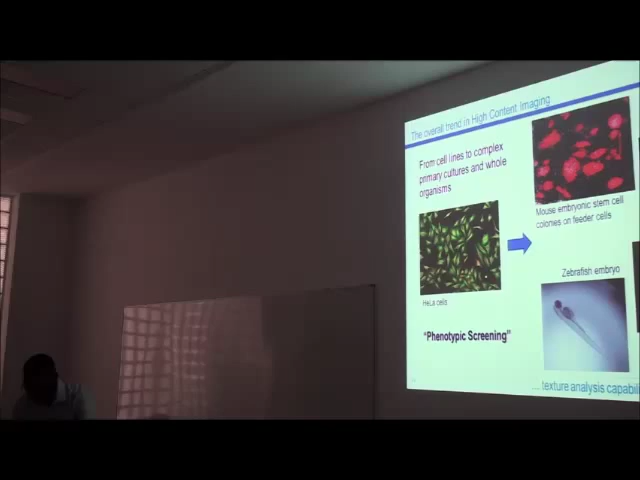 The overall trend in High Content Imaging
From cell lines to complex
primary cultures and whole
organisms
Mouse embryonic stem cell
colonies on feeder cells
HeLa cells
Zebrafish embryo
"Phenotypic Screening"
... texture analysis capabili